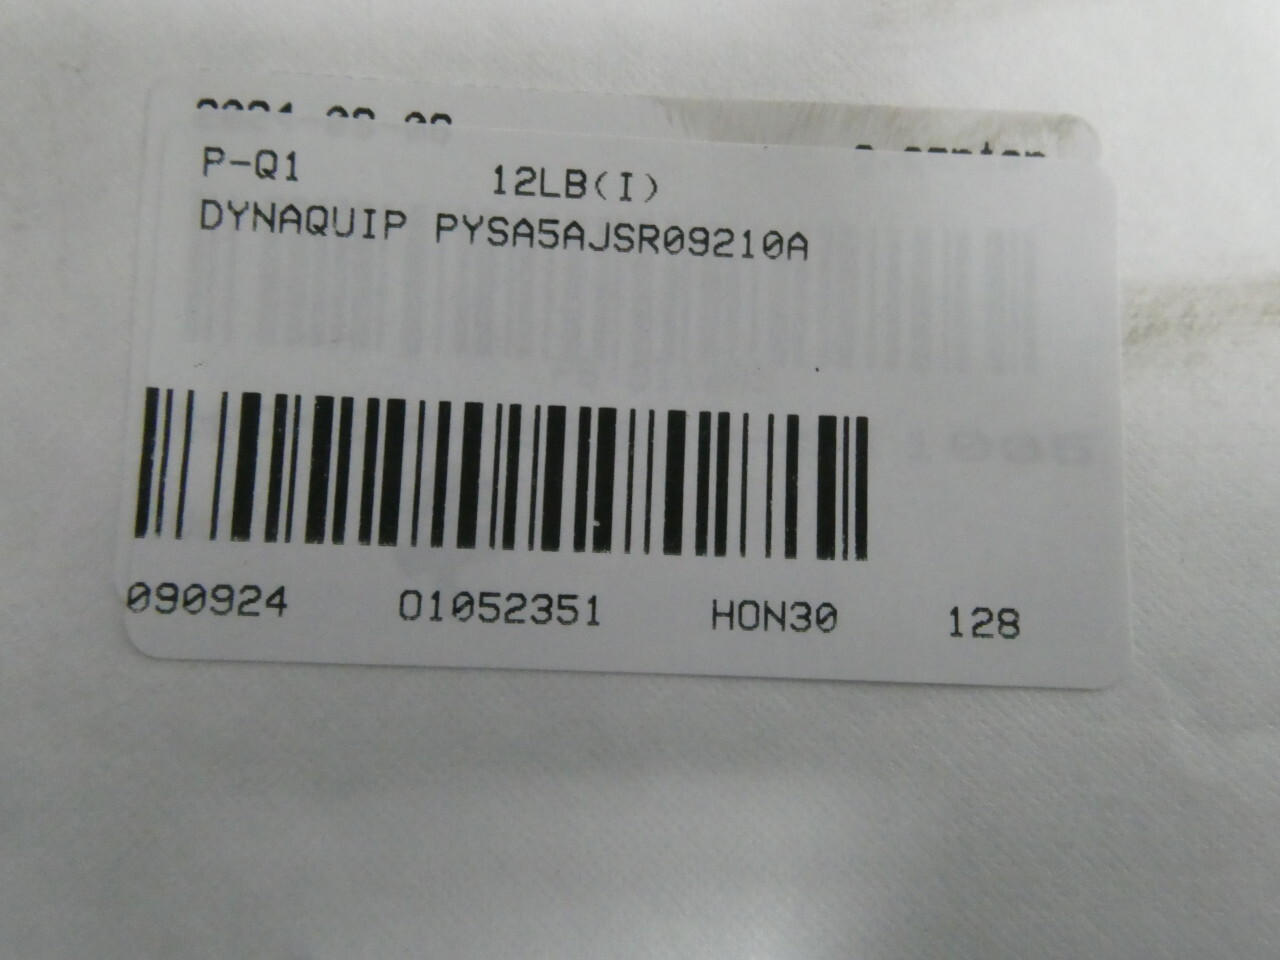 P-Q1 12LB(I)
DYNAQUIP PYSA5AJSR09210A
090924 01052351 HON30 128